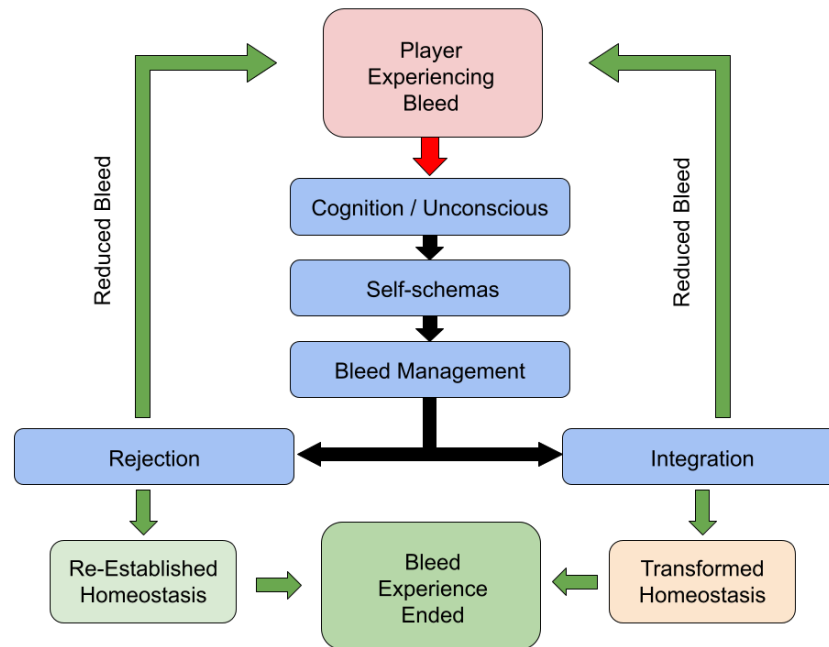 Player
Experiencing
Bleed
Reduced Bleed
Reduced Bleed
Cognition / Unconscious
Self-schemas
Bleed Management
Rejection
Integration
Re-Established
Homeostasis
Bleed
Experience
Ended
Transformed
Homeostasis